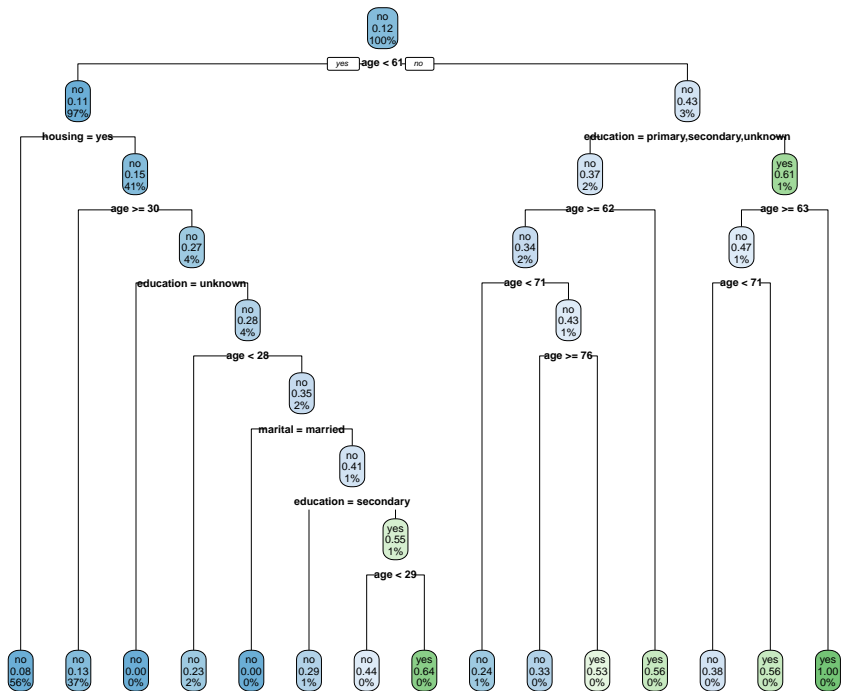 no
0.12
100%
yes age < 61 no
no
0.11
97%
no
0.43
3%
housing = yes
education = primary,secondary,unknown
no
0.15
41%
no
0.37
2%
yes
0.61
1%
age >= 30
age >= 62
age >= 63
no
0.27
4%
no
0.34
2%
no
0.47
1%
education = unknown
age < 71
age < 71
no
0.28
4%
no
0.43
1%
age < 28
age >= 76
no
0.35
2%
marital = married
no
0.41
1%
education = secondary
yes
0.55
1%
age < 29
no
0.08
56%
no
0.13
37%
no
0.00
0%
no
0.23
2%
no
0.00
0%
no
0.29
1%
no
0.44
0%
yes
0.64
0%
no
0.24
1%
no
0.33
0%
yes
0.53
0%
yes
0.56
0%
no
0.38
0%
yes
0.56
0%
yes
1.00
0%